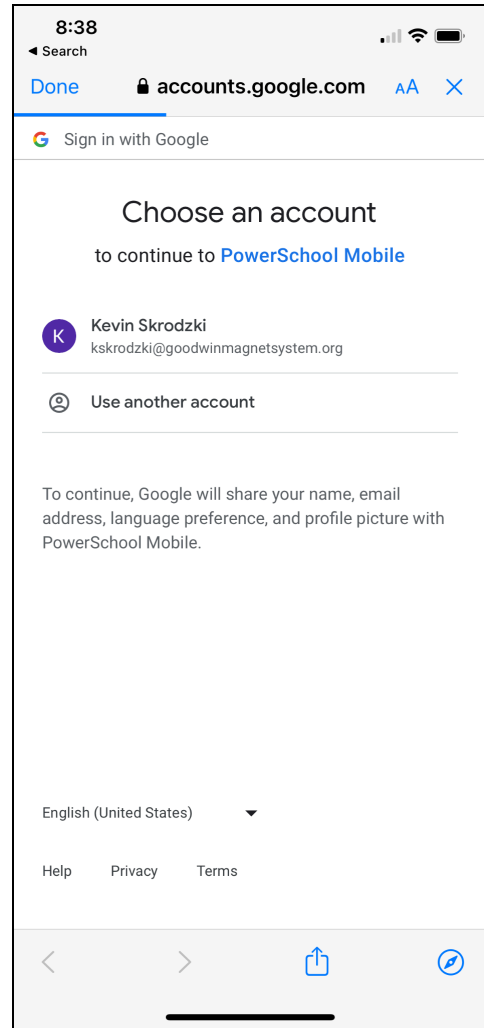 8:38
◀ Search
Done accounts.google.com AA
G Sign in with Google
Choose an account
to continue to PowerSchool Mobile
K Kevin Skrodzki
kskrodzki@goodwinmagnetsystem.org
Use another account
To continue, Google will share your name, email
address, language preference, and profile picture with
PowerSchool Mobile.
English (United States)
Help Privacy Terms